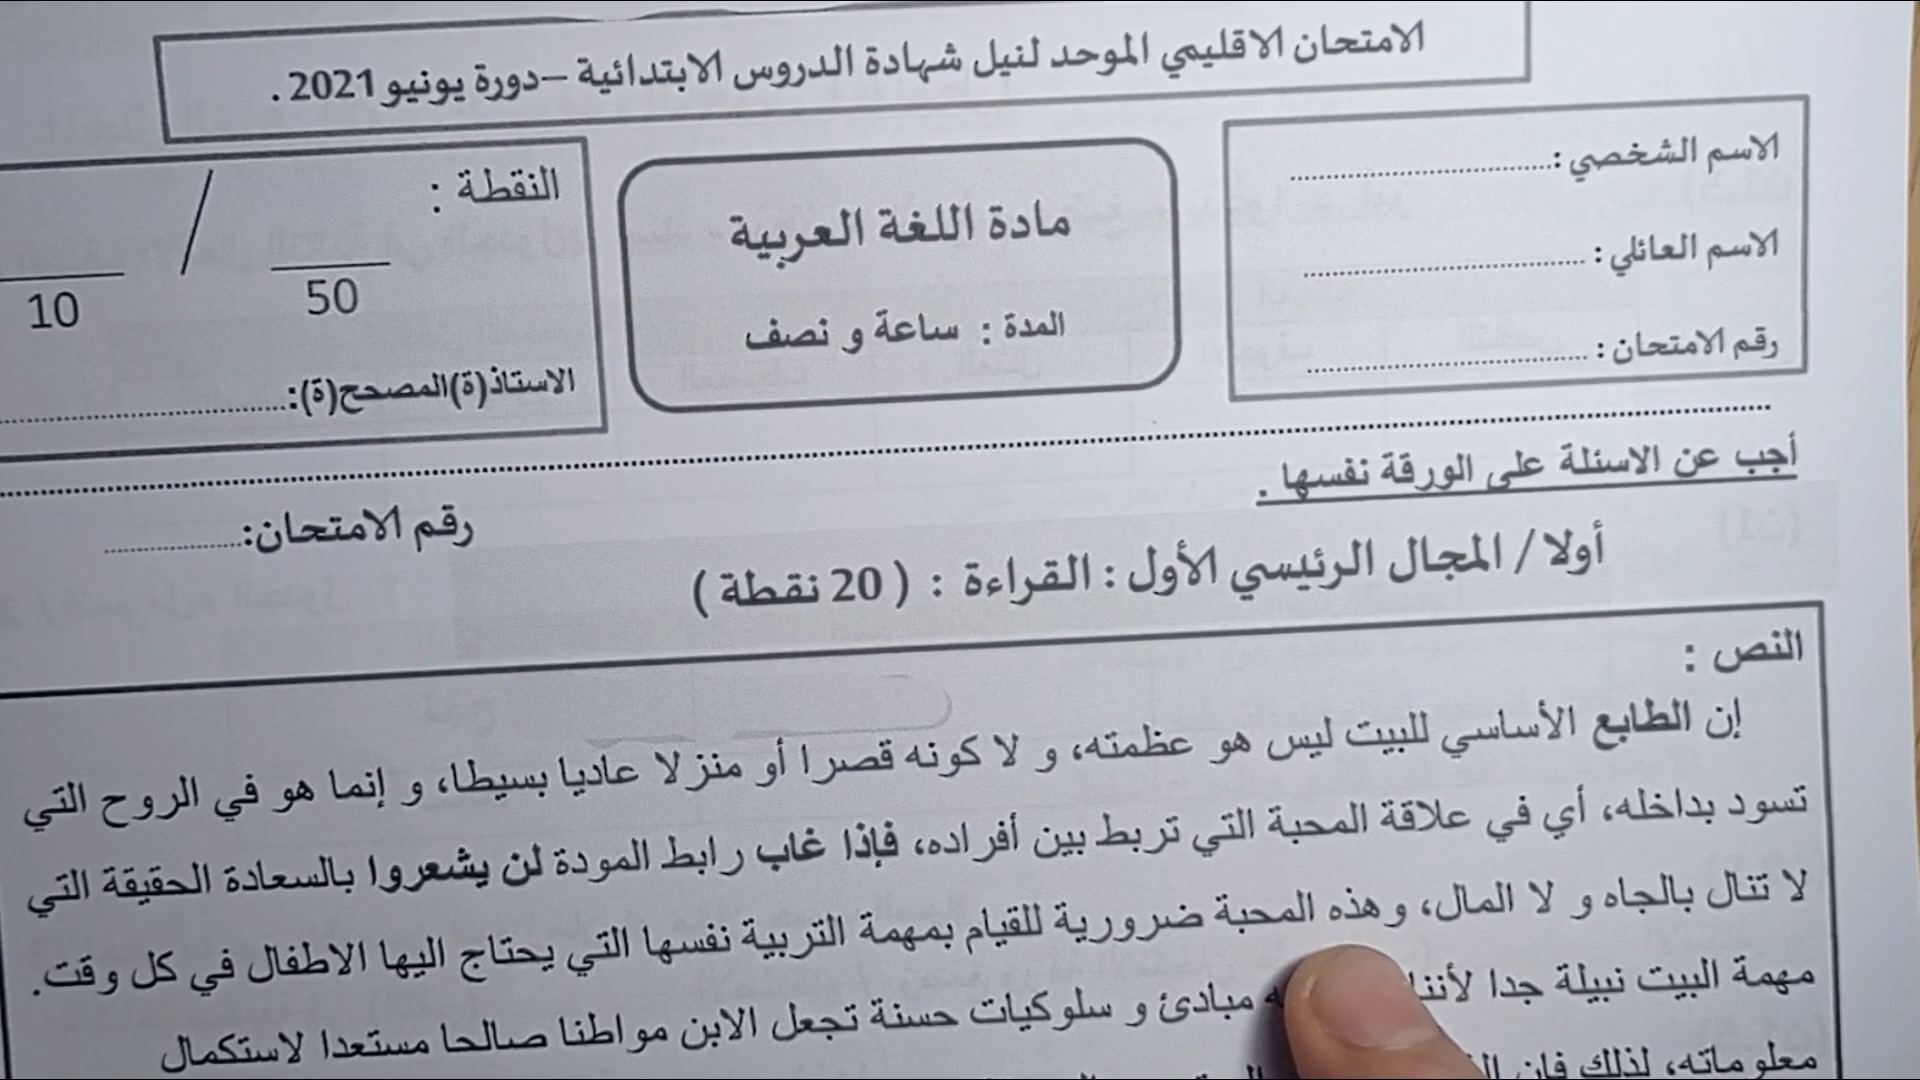 الامتحان الاقليمي الموحد لنيل شهادة الدروس الابتدائية –دورة يونيو 2021 .
الاسم الشخصي :
الاسم العائلي :
رقم الامتحان :
مادة اللغة العربية
المدة : ساعة و نصف
النقطة :
50 / 10
الاستاذ(ة)المصحح(ة):
أجب عن الاسئلة على الورقة نفسها .
رقم الامتحان:
أولا / المجال الرئيسي الأول : القراءة : ( 20 نقطة )
النص :
إن الطابع الأساسي للبيت ليس هو عظمته، و لا كونه قصرا أو منزلا عاديا بسيطا، و إنما هو في الروح التي
تسود بداخله، أي في علاقة المحبة التي تربط بين أفراده، فإذا غاب رابط المودة لن يشعروا بالسعادة الحقيقة التي
لا تنال بالجاه و لا المال، وهذه المحبة ضرورية للقيام بمهمة التربية نفسها التي يحتاج اليها الاطفال في كل وقت.
مهمة البيت نبيلة جدا لأننا مبادئ و سلوكيات حسنة تجعل الابن مواطنا صالحا مستعدا لاستكمال
معلوماته، لذلك فإن